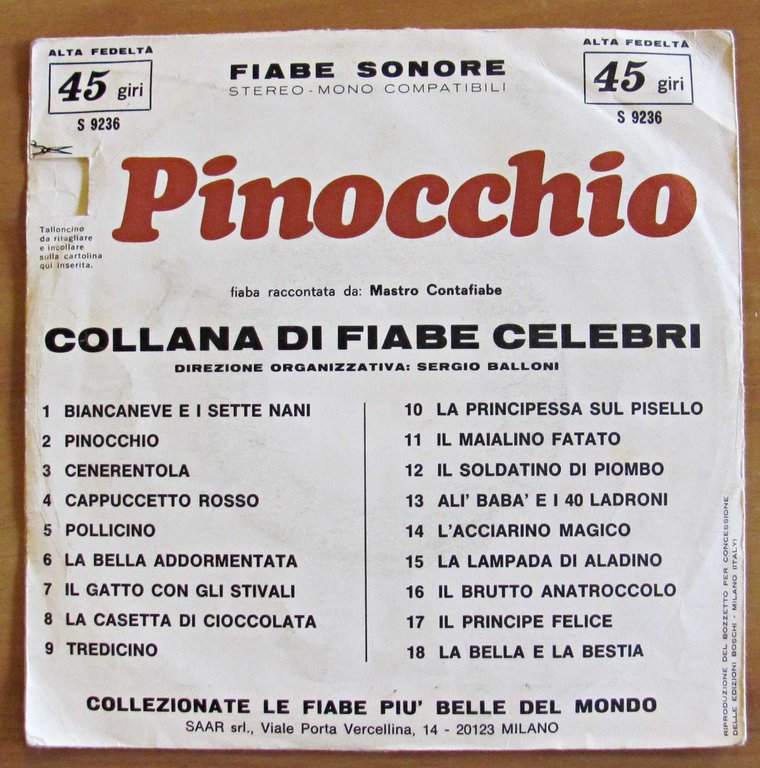 ALTA FEDELTÀ
45 giri
S 9236
FIABE SONORE
STEREO - MONO COMPATIBILI
ALTA FEDELTÀ
45 giri
S 9236
Pinocchio
Talloncino
da ritagliare
e incollare
sulla cartolina
qui inserita.
fiaba raccontata da: Mastro Contafiabe
COLLANA DI FIABE CELEBRI
DIREZIONE ORGANIZZATIVA: SERGIO BALLONI
1 BIANCANEVE E I SETTE NANI
2 PINOCCHIO
3 CENERENTOLA
4 CAPPUCCETTO ROSSO
5 POLLICINO
6 LA BELLA ADDORMENTATA
7 IL GATTO CON GLI STIVALI
8 LA CASETTA DI CIOCCOLATA
9 TREDICINO
10 LA PRINCIPESSA SUL PISELLO
11 IL MAIALINO FATATO
12 IL SOLDATINO DI PIOMBO
13 ALI' BABA' E I 40 LADRONI
14 L'ACCIARINO MAGICO
15 LA LAMPADA DI ALADINO
16 IL BRUTTO ANATROCCOLO
17 IL PRINCIPE FELICE
18 LA BELLA E LA BESTIA
COLLEZIONATE LE FIABE PIU' BELLE DEL MONDO
SAAR srl., Viale Porta Vercellina, 14 - 20123 MILANO
RIPRODUZIONE DEL BOZZETTO PER CONCESSIONE
DELLE EDIZIONI BOSCHI - MILANO (ITALY)